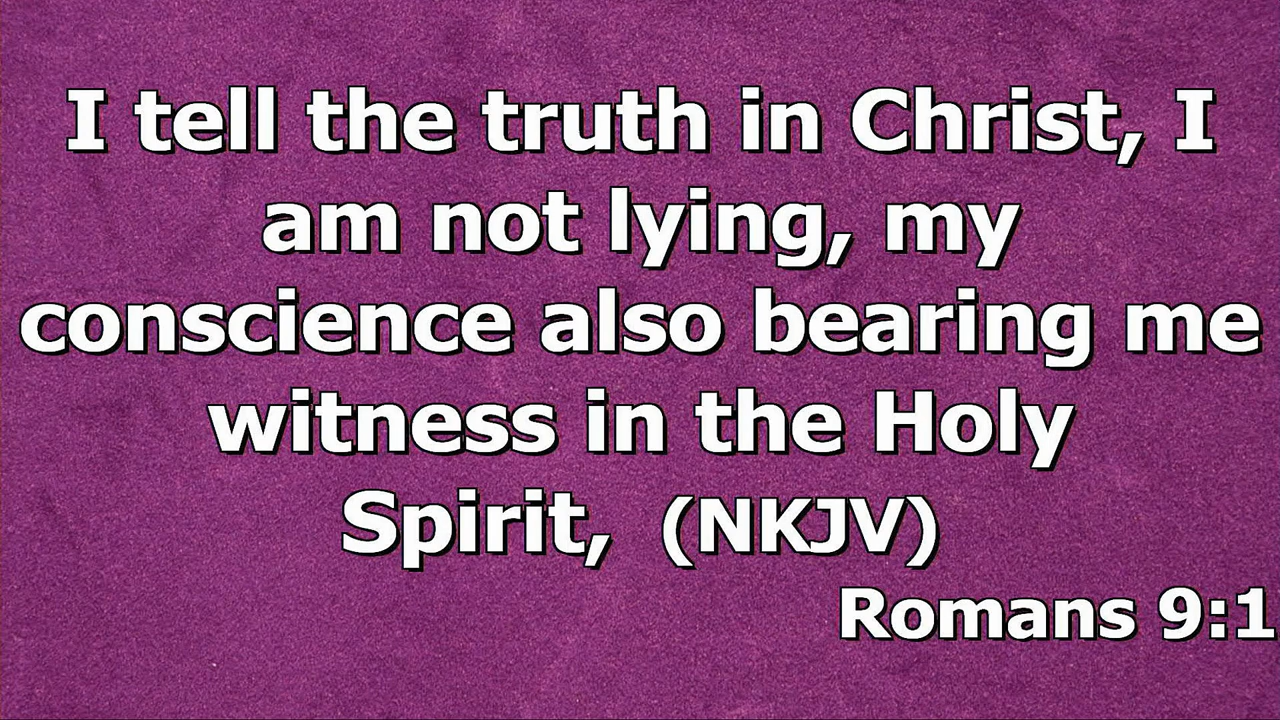 I tell the truth in Christ, I
am not lying, my
conscience also bearing me
witness in the Holy
Spirit,  (NKJV)
Romans 9:1